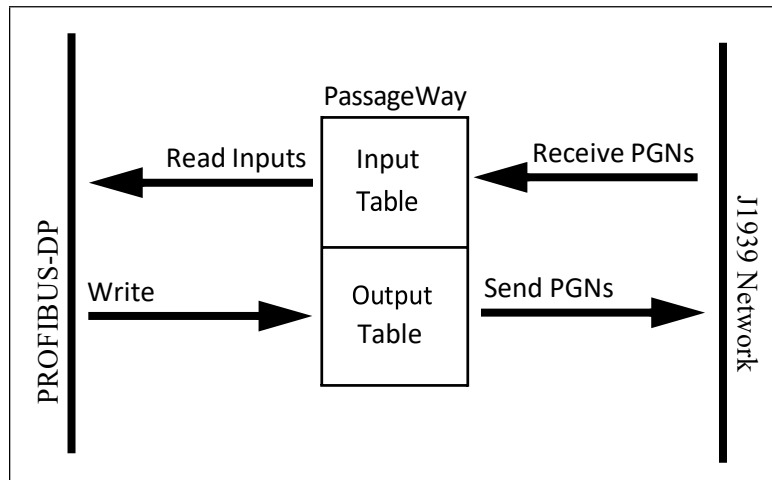 PassageWay
Read Inputs
Input
Table
Receive PGNs
PROFIBUS-DP
J1939 Network
Write
Output
Table
Send PGNs